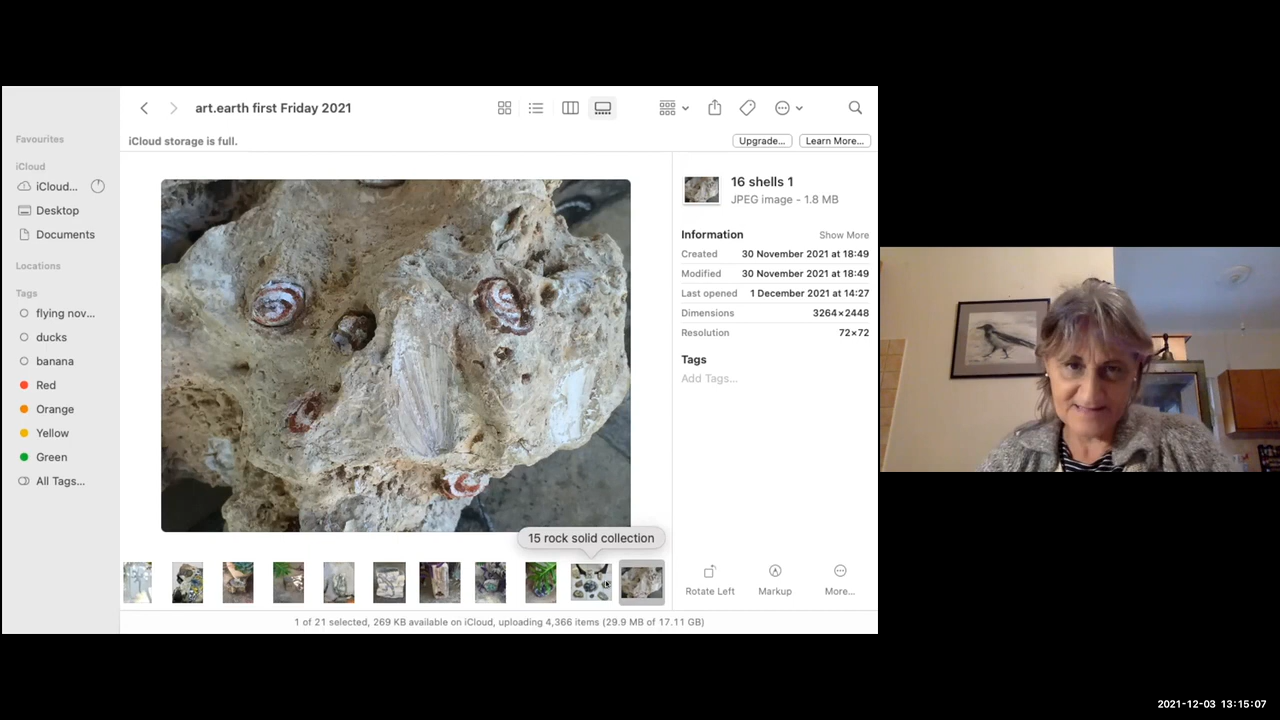 art.earth first Friday 2021
iCloud storage is full.
Upgrade...
Learn More...
Favourites
iCloud
iCloud...
Desktop
Documents
Locations
Tags
flying nov...
ducks
banana
Red
Orange
Yellow
Green
All Tags...
16 shells 1
JPEG image - 1.8 MB
Information
Show More
Created 30 November 2021 at 18:49
Modified 30 November 2021 at 18:49
Last opened 1 December 2021 at 14:27
Dimensions 3264×2448
Resolution 72×72
Tags
Add Tags...
15 rock solid collection
Rotate Left
Markup
More...
1 of 21 selected, 269 KB available on iCloud, uploading 4,366 items (29.9 MB of 17.11 GB)
2021-12-03 13:15:07